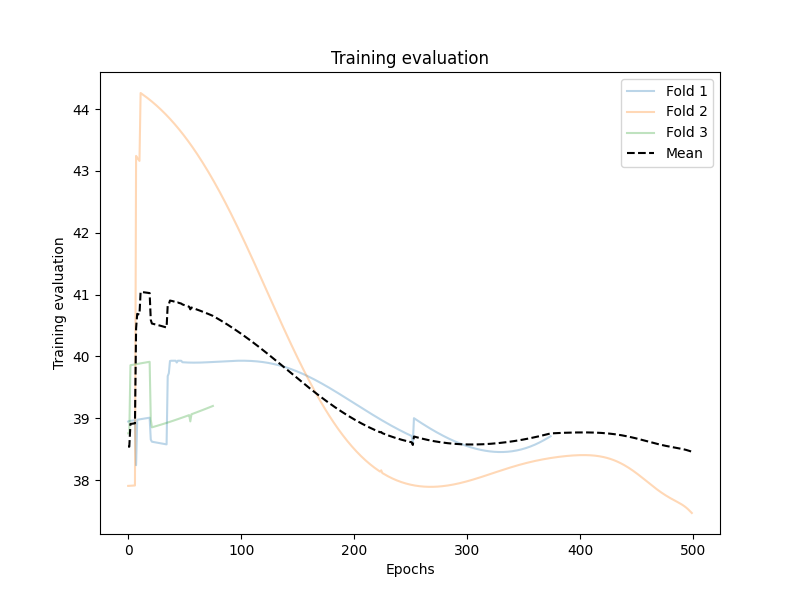 Training evaluation
Fold 1
Fold 2
Fold 3
Mean
Training evaluation
44
43
42
41
40
39
38
0
100
200
300
400
500
Epochs